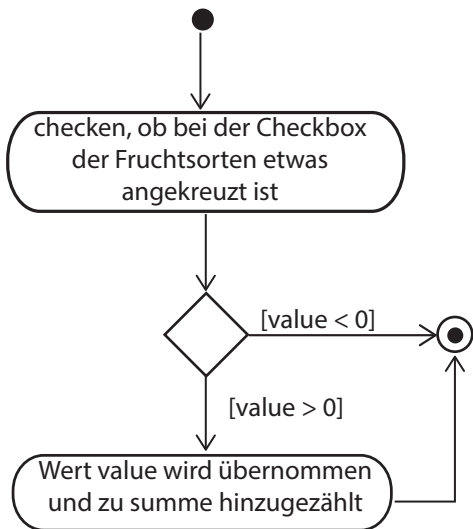 checken, ob bei der Checkbox
der Fruchtsorten etwas
angekreuzt ist
[value < 0]
[value > 0]
Wert value wird übernommen
und zu summe hinzugezählt